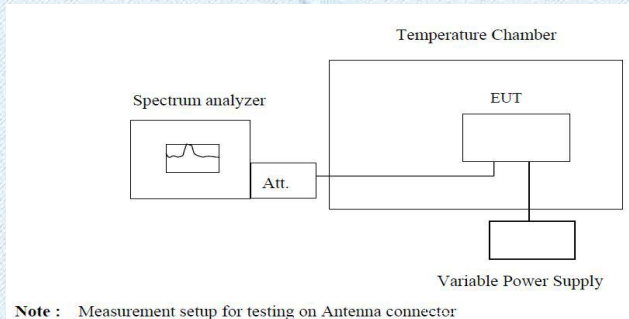 Temperature Chamber
Spectrum analyzer
EUT
Att.
Variable Power Supply
Note : Measurement setup for testing on Antenna connector